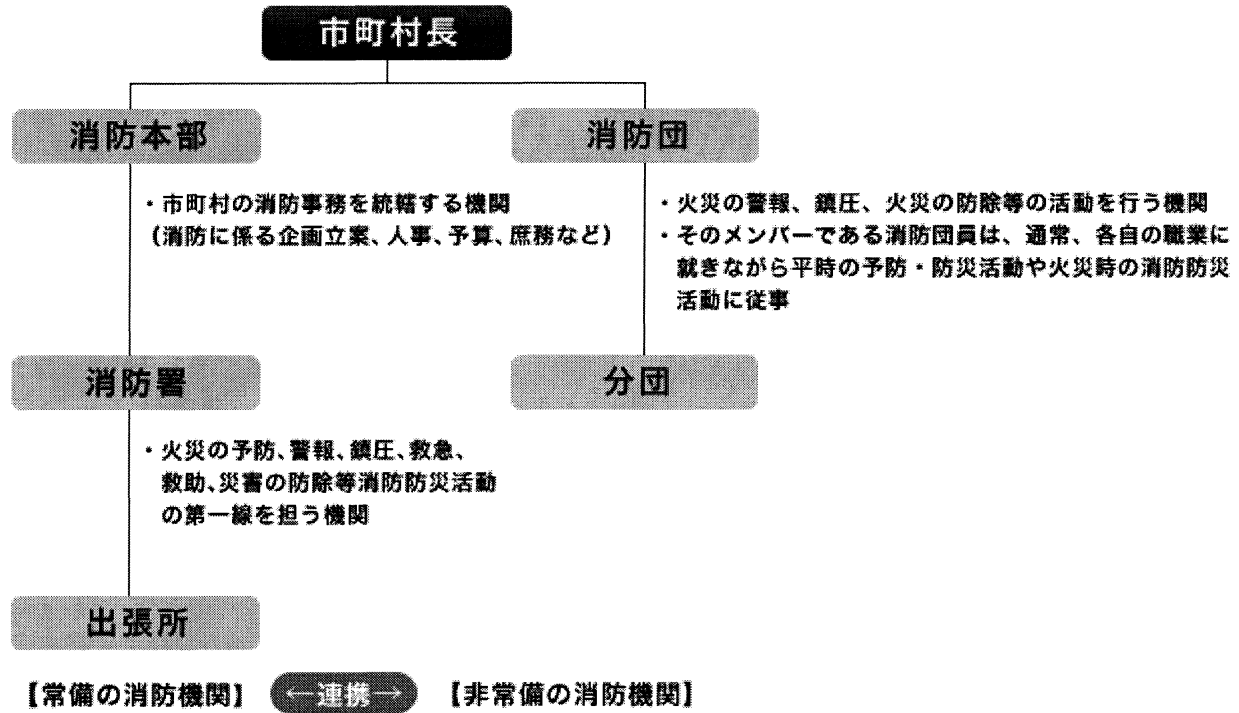 市町村長
消防本部
消防団
・市町村の消防事務を統轄する機関
(消防に係る企画立案、人事、予算、庶務など)
・火災の警報、鎮圧、火災の防除等の活動を行う機関
・そのメンバーである消防団員は、通常、各自の職業に
就きながら平時の予防・防災活動や火災時の消防防災
活動に従事
消防署
分団
・火災の予防、警報、鎮圧、救急、
救助、災害の防除等消防防災活動
の第一線を担う機関
出張所
【常備の消防機関】 ←連携→ 【非常備の消防機関】